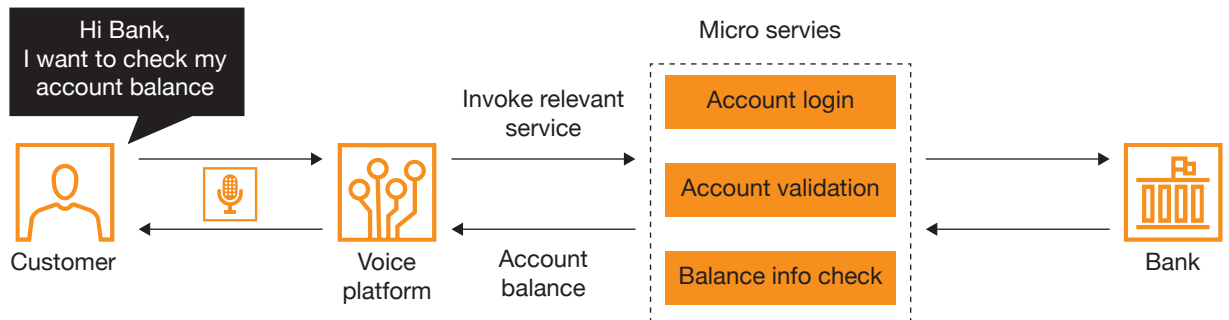 Hi Bank,
I want to check my
account balance
Micro servies
Invoke relevant
service
Account login
Account validation
Balance info check
Account
balance
Customer
Voice
platform
Bank